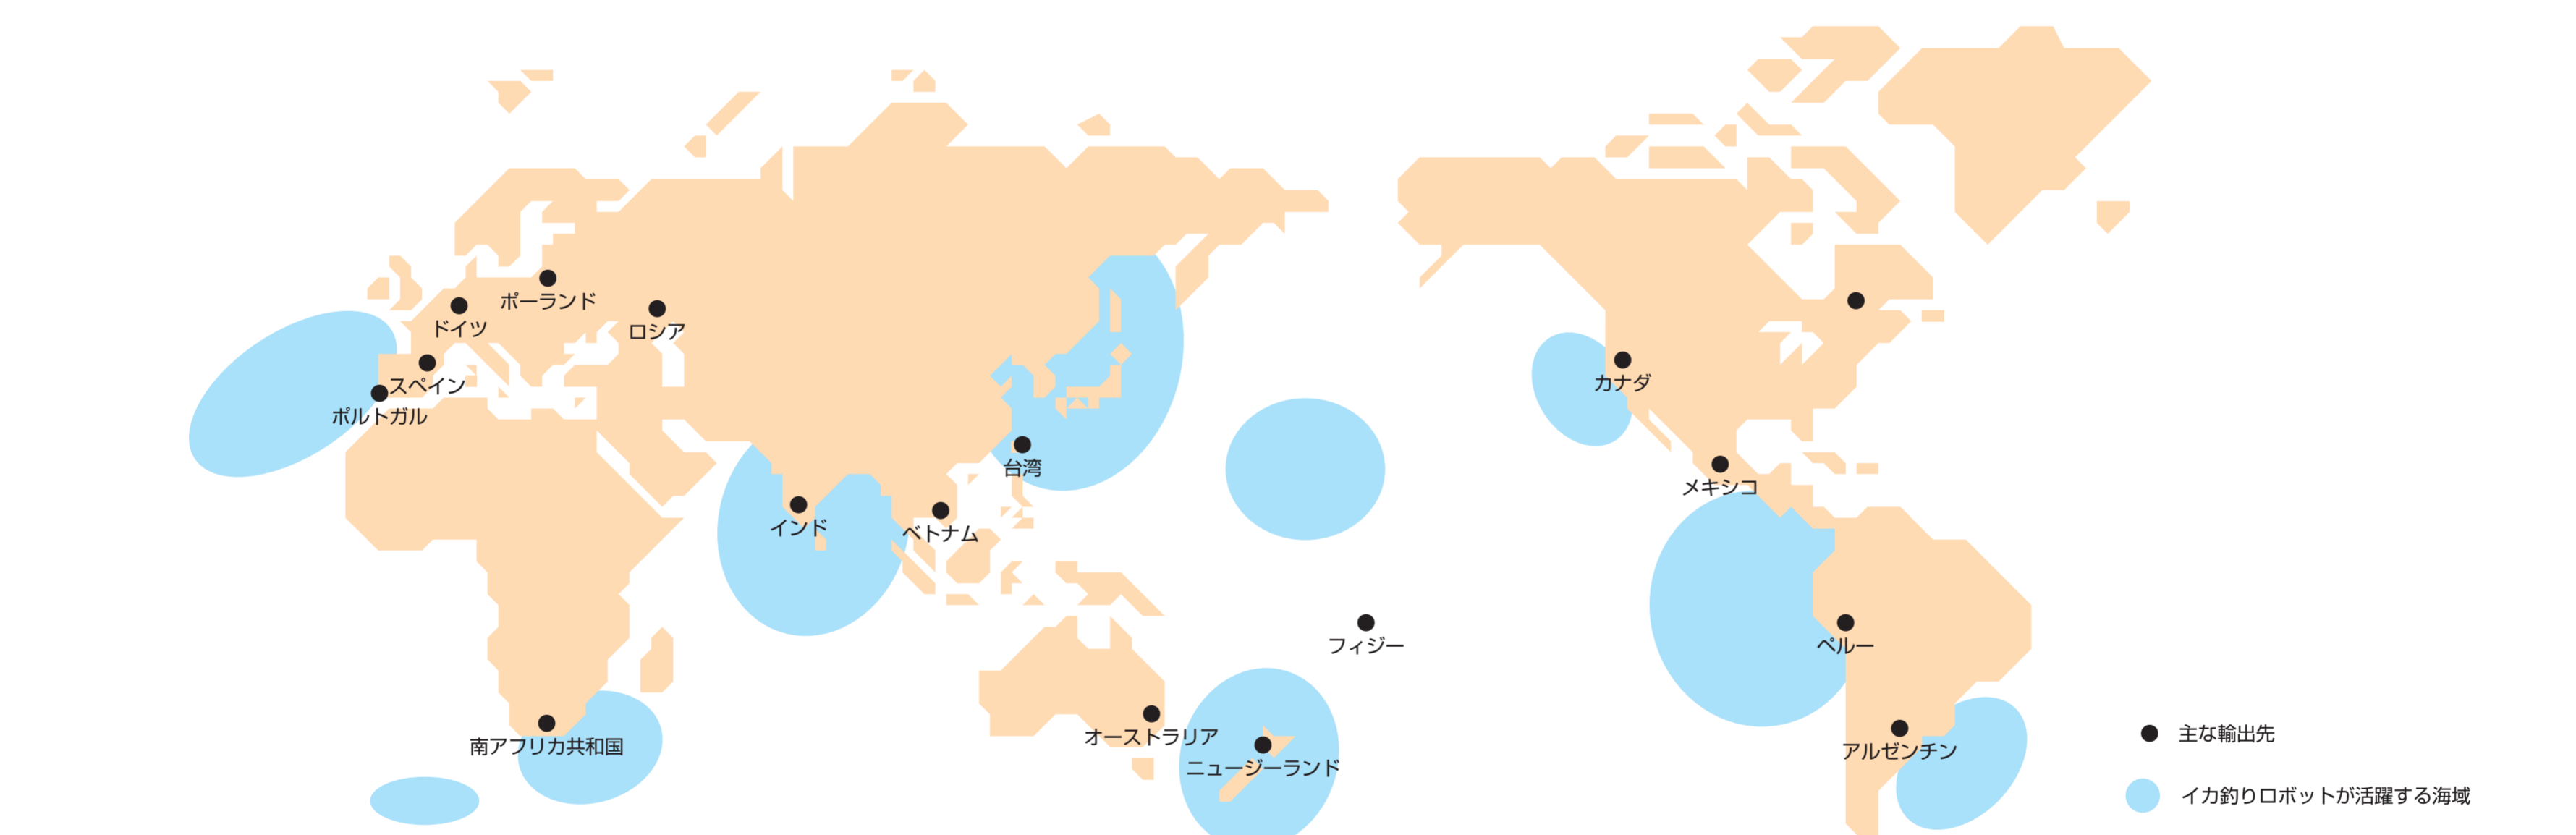 ポーランド
ドイツ
ロシア
スペイン
ポルトガル
カナダ
台湾
メキシコ
インド
ベトナム
フィジー
ペルー
オーストラリア
主な輸出先
南アフリカ共和国
アルゼンチン
ニュージーランド
イカ釣りロボットが活躍する海域